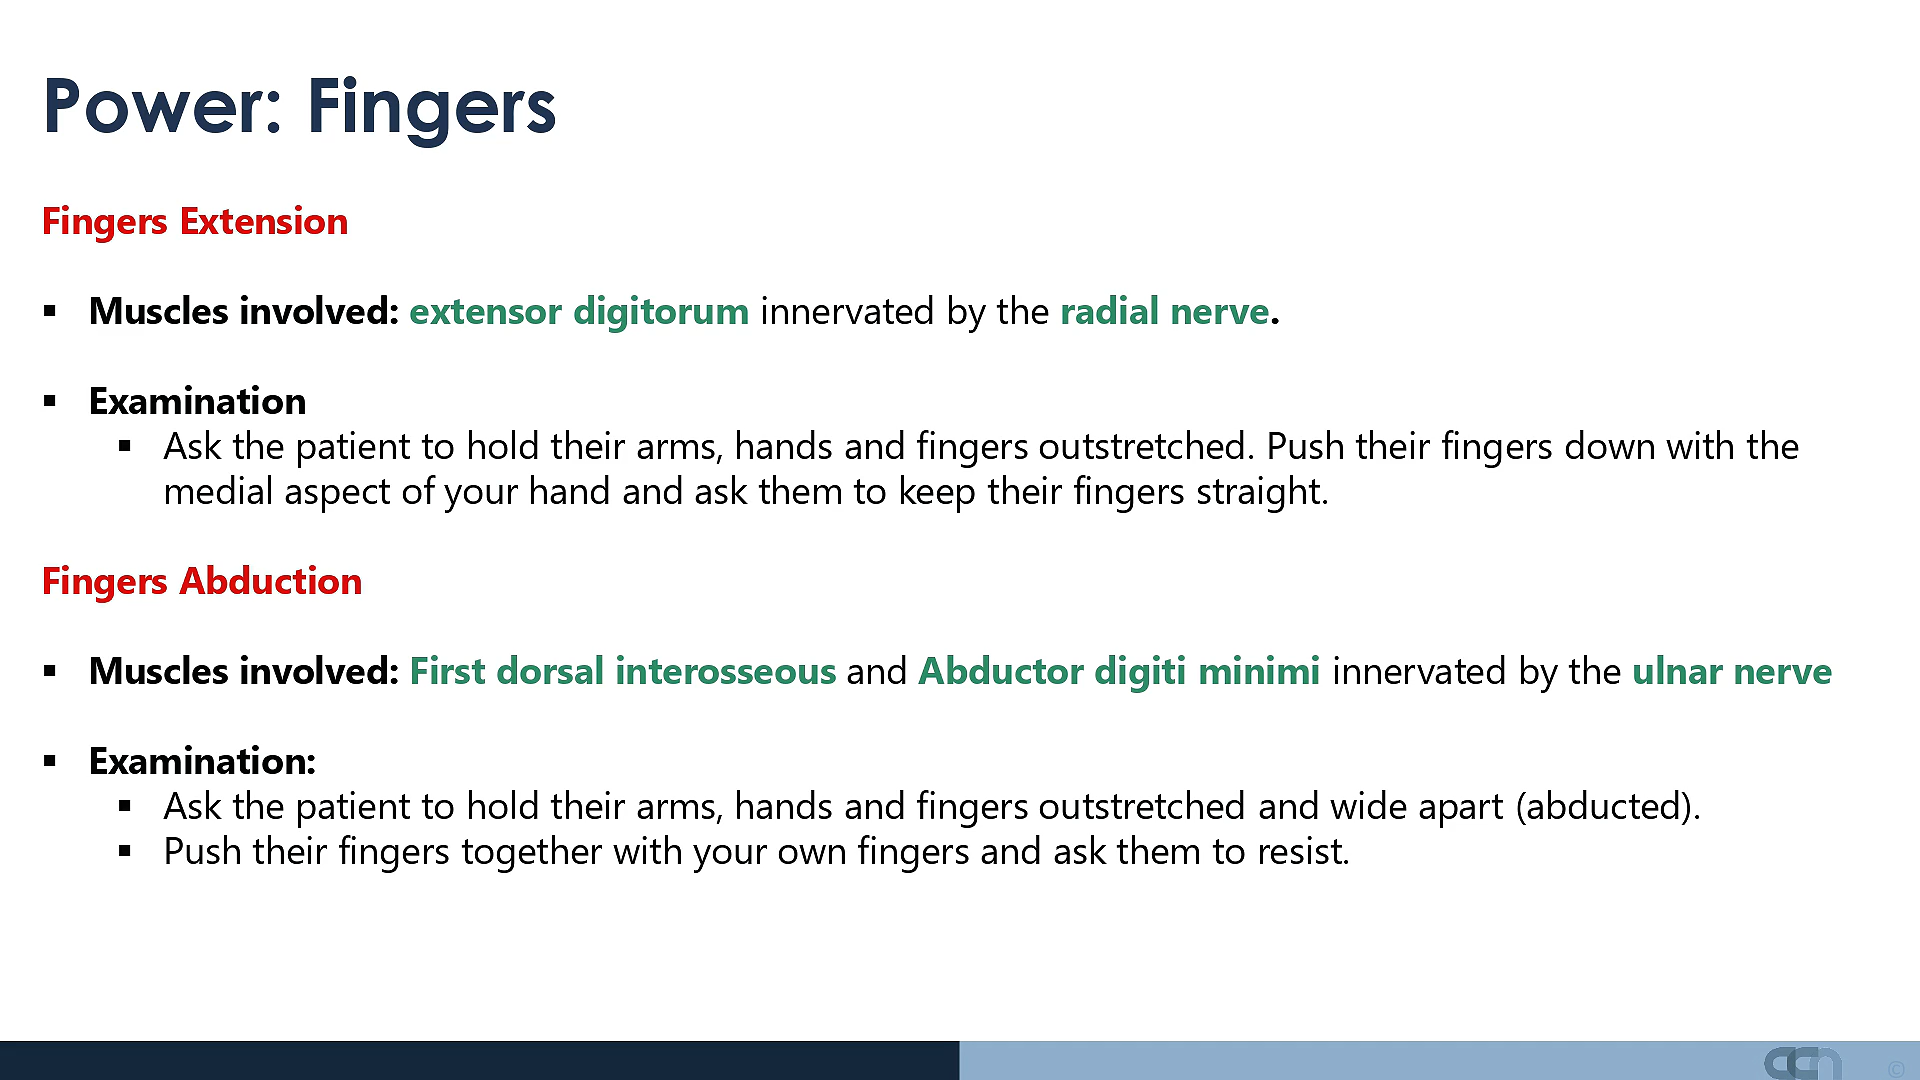 Power: Fingers
Fingers Extension
▪ Muscles involved: extensor digitorum innervated by the radial nerve.
▪ Examination
▪ Ask the patient to hold their arms, hands and fingers outstretched. Push their fingers down with the
medial aspect of your hand and ask them to keep their fingers straight.
Fingers Abduction
▪ Muscles involved: First dorsal interosseous and Abductor digiti minimi innervated by the ulnar nerve
▪ Examination:
▪ Ask the patient to hold their arms, hands and fingers outstretched and wide apart (abducted).
▪ Push their fingers together with your own fingers and ask them to resist.
©